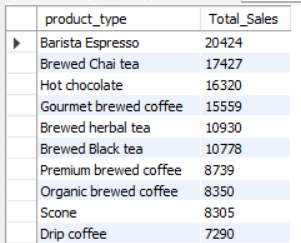 product_type Total_Sales
Barista Espresso 20424
Brewed Chai tea 17427
Hot chocolate 16320
Gourmet brewed coffee 15559
Brewed herbal tea 10930
Brewed Black tea 10778
Premium brewed coffee 8739
Organic brewed coffee 8350
Scone 8305
Drip coffee 7290